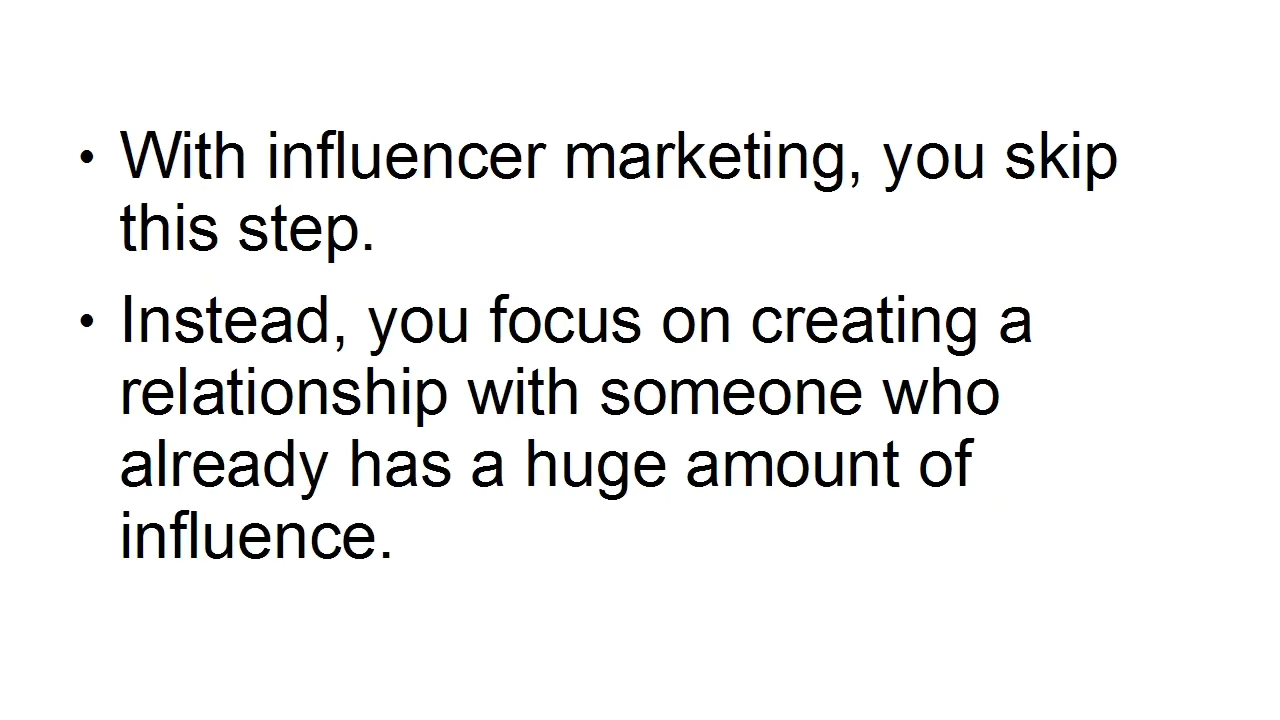 • With influencer marketing, you skip
this step.
• Instead, you focus on creating a
relationship with someone who
already has a huge amount of
influence.